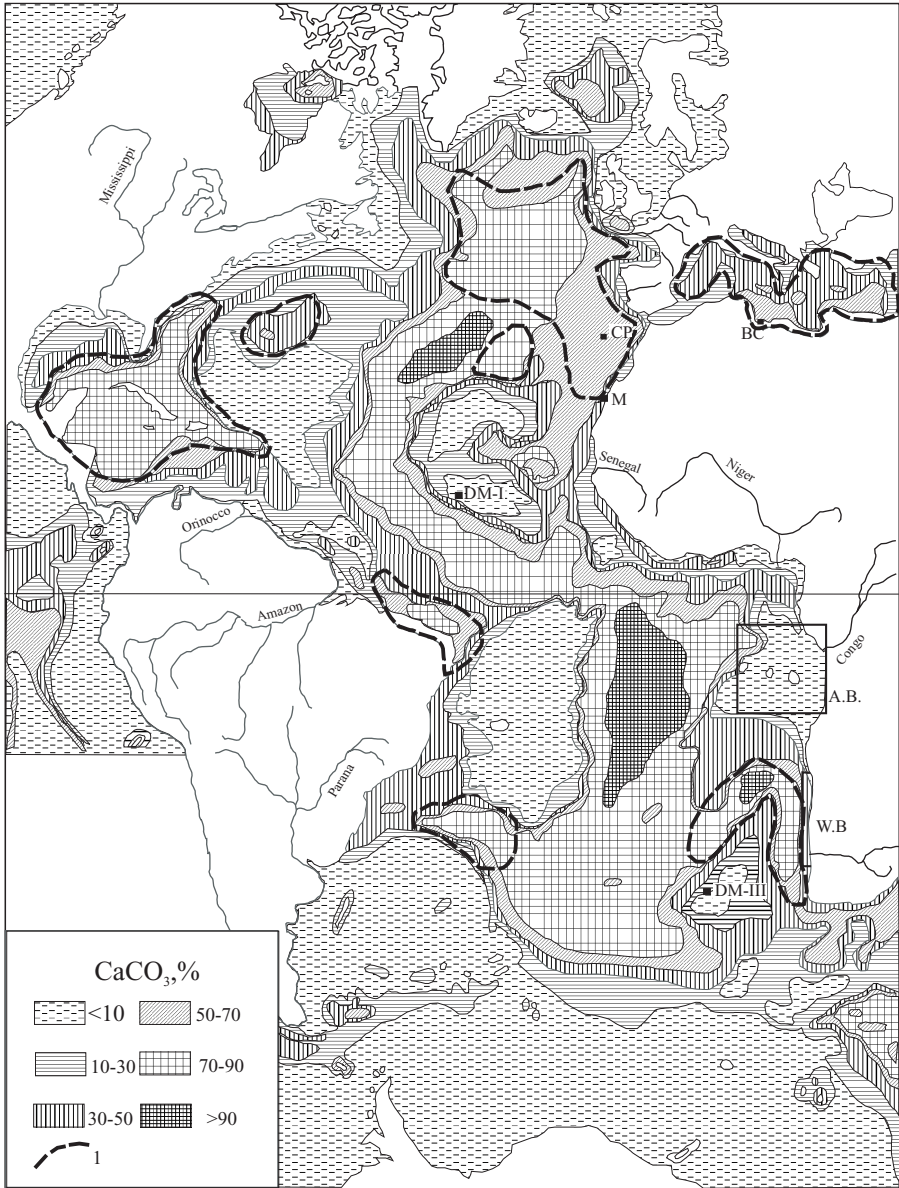 Mississippi
CP
BC
M
Senegal
Niger
DM-I
Orinocco
Amazon
Congo
A.B.
Parana
W.B
DM-III
CaCO₃,%
<10 50-70
10-30 70-90
30-50 >90
1